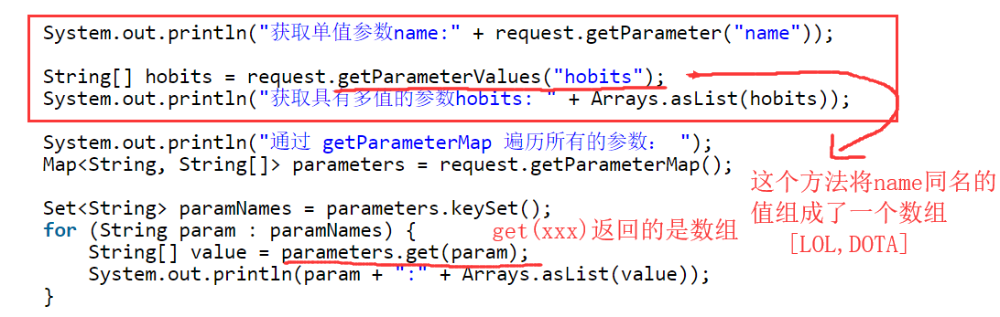 System.out.println("获取单值参数name:" + request.getParameter("name"));
String[] hobits = request.getParameterValues("hobits");
System.out.println("获取具有多值的参数hobits: " + Arrays.asList(hobits));
System.out.println("通过 getParameterMap 遍历所有的参数： ");
Map<String, String[]> parameters = request.getParameterMap();
这个方法将name同名的
值组成了一个数组
[LOL,DOTA]
Set<String> paramNames = parameters.keySet();
for (String param : paramNames) {
get(xxx)返回的是数组
String[] value = parameters.get(param);
System.out.println(param + ":" + Arrays.asList(value));
}